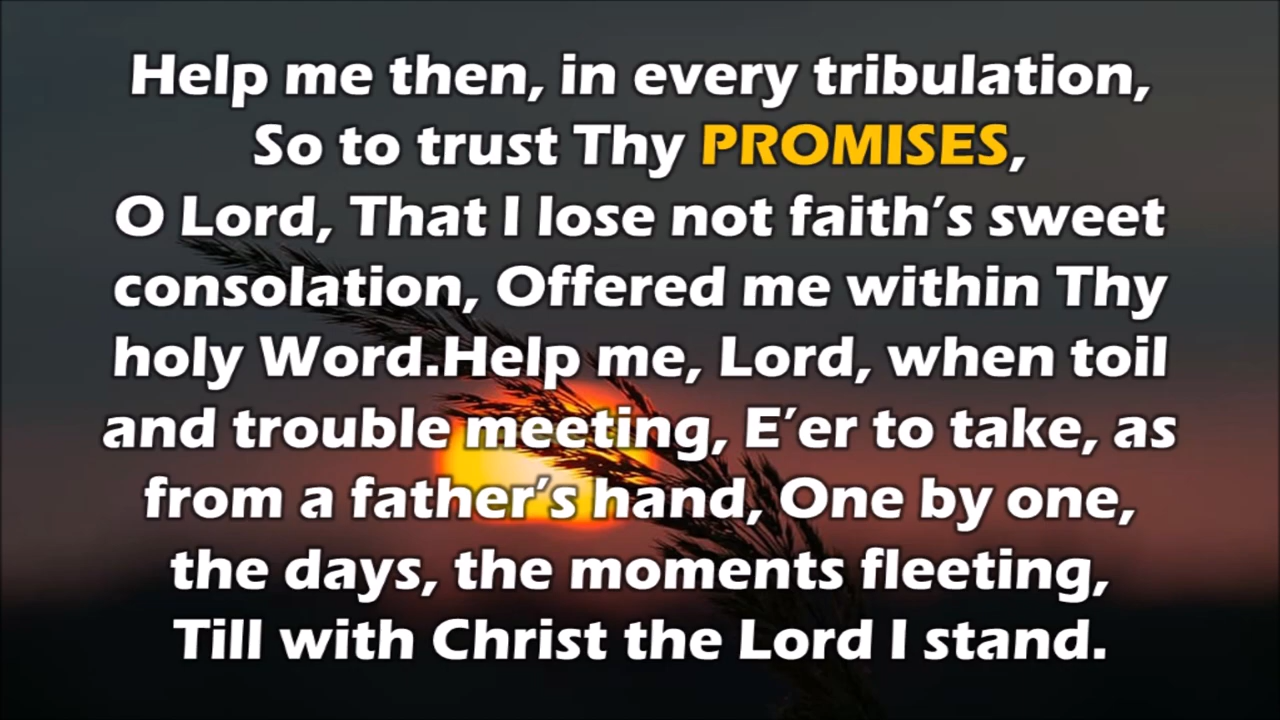 Help me then, in every tribulation,
So to trust Thy PROMISES,
O Lord, That I lose not faith’s sweet
consolation, Offered me within Thy
holy Word.Help me, Lord, when toil
and trouble meeting, E’er to take, as
from a father’s hand, One by one,
the days, the moments fleeting,
Till with Christ the Lord I stand.